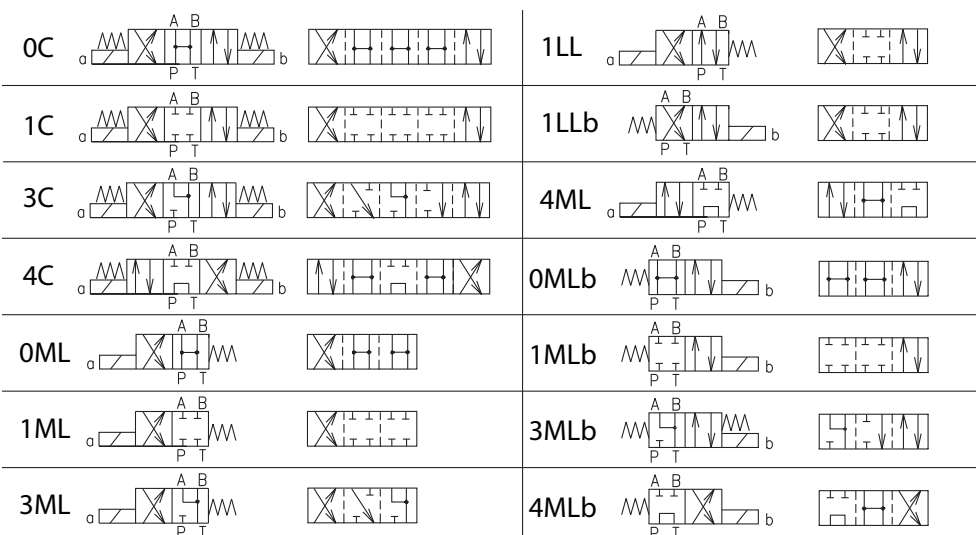 A B
0C a b
P T
A B
1C a b
P T
A B
3C a b
P T
A B
4C a b
P T
A B
0ML a
P T
A B
1ML a
P T
A B
3ML a
P T
A B
1LL a
P T
A B
1LLb b
P T
A B
4ML a
P T
A B
0MLb b
P T
A B
1MLb b
P T
A B
3MLb b
P T
A B
4MLb b
P T